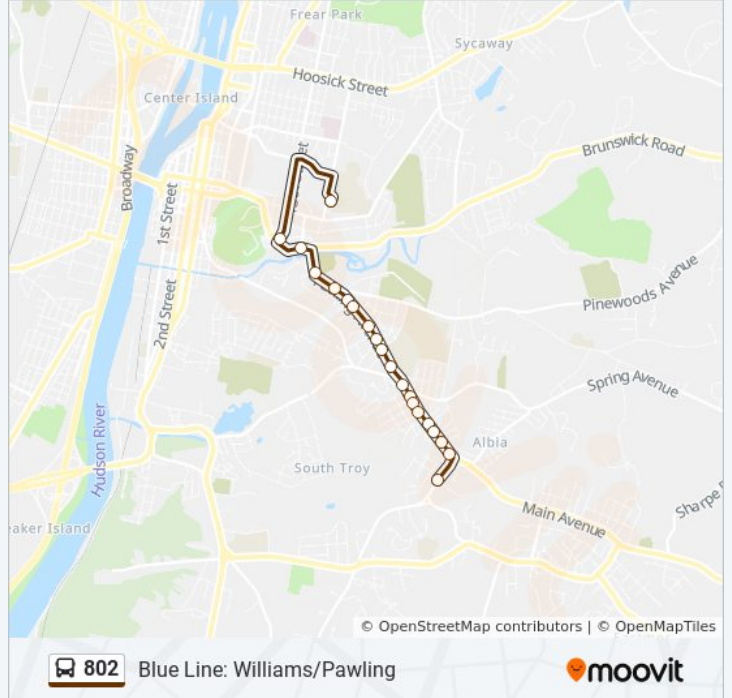 Frear Park
Sycaway
Hoosick Street
Center Island
Brunswick Road
Broadway
1st Street
2nd Street
Pinewoods Avenue
Spring Avenue
Hudson River
Albia
South Troy
Main Avenue
eaker Island
© OpenStreetMap contributors | © OpenMapTiles
802 Blue Line: Williams/Pawling
moovit